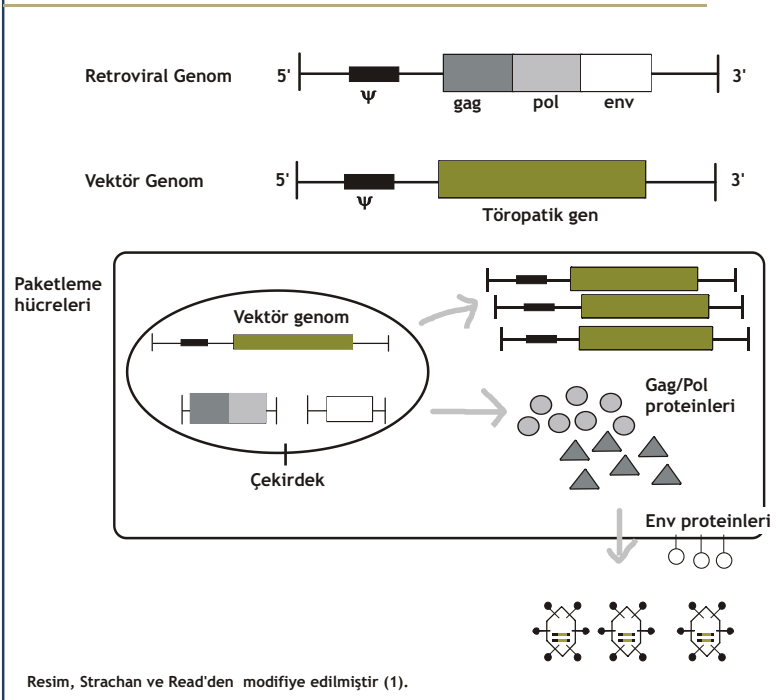 Retroviral Genom
5' 3'
Ψ
gag pol env
Vektör Genom
5' 3'
Ψ
Töropatik gen
Paketleme
hücreleri
Vektör genom
Gag/Pol
proteinleri
Çekirdek
Env proteinleri
Resim, Strachan ve Read'den modifiye edilmiştir (1).